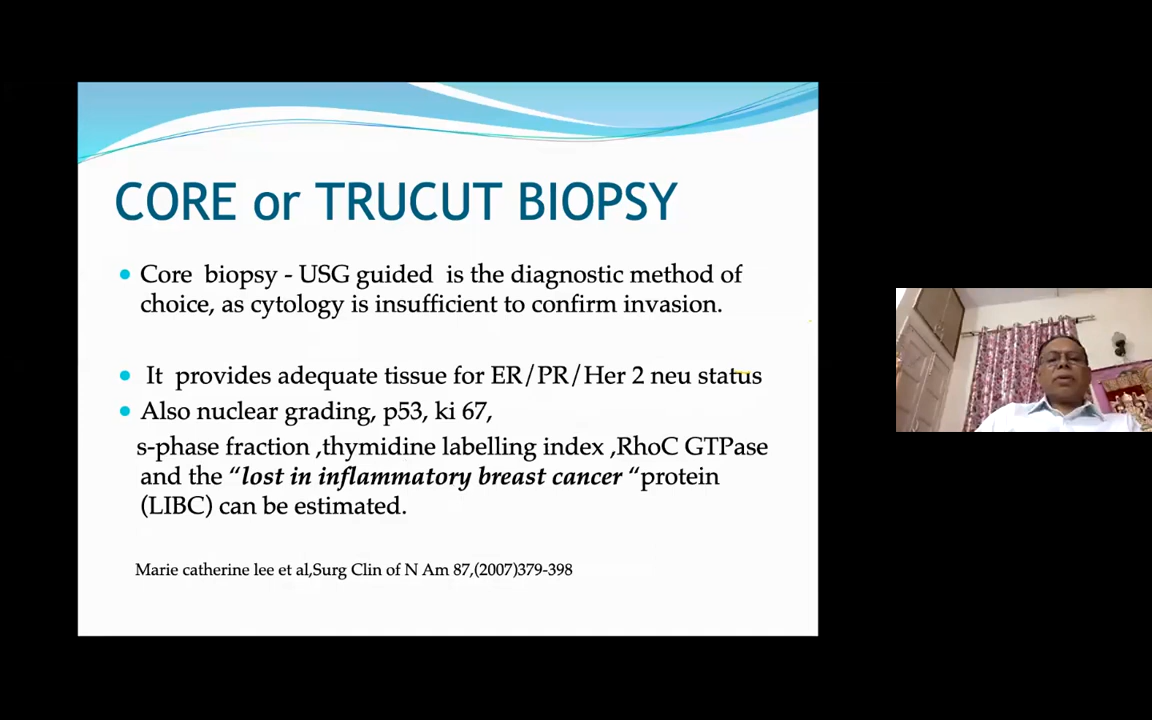 CORE or TRUCUT BIOPSY
Core biopsy - USG guided is the diagnostic method of
choice, as cytology is insufficient to confirm invasion.
It provides adequate tissue for ER/PR/Her 2 neu status
Also nuclear grading, p53, ki 67,
s-phase fraction ,thymidine labelling index ,RhoC GTPase
and the “lost in inflammatory breast cancer “protein
(LIBC) can be estimated.
Marie catherine lee et al,Surg Clin of N Am 87,(2007)379-398